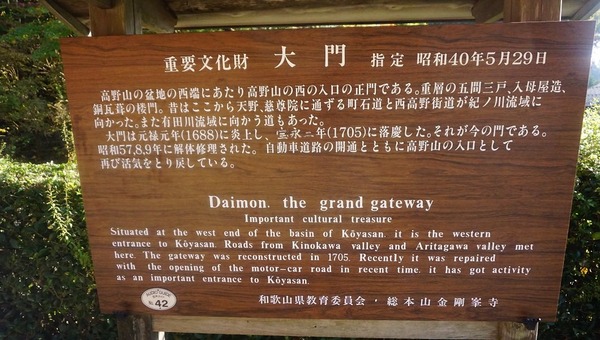 重要文化財 大門 指定 昭和40年5月29日
高野山の盆地の西端にあたり高野山の西の入口の正門である。重層の五間三戸、入母屋造、
銅瓦葺の楼門。昔はここから天野、慈尊院に通ずる町石道と西高野街道が紀ノ川流域に
向かった。また有田川流域に向かう道もあった。
大門は元禄元年(1688)に炎上し、宝永二年(1705)に落慶した。それが今の門である。
昭和57,8,9年に解体修理された。自動車道路の開通とともに高野山の入口として
再び活気をとり戻している。
Daimon. the grand gateway
Important cultural treasure
Situated at the west end of the basin of Kōyasan, it is the western
entrance to Kōyasan. Roads from Kinokawa valley and Aritagawa valley met
here. The gateway was reconstructed in 1705. Recently it was repaired
with the opening of the motor-car road in recent time, it has got activity
as an important entrance to Kōyasan.
AUDIO GUIDE
No. 42
和歌山県教育委員会・総本山金剛峯寺